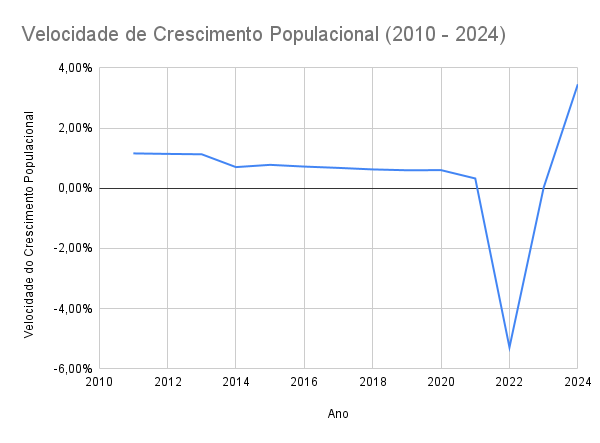 Velocidade de Crescimento Populacional (2010 - 2024)
Velocidade do Crescimento Populacional
4,00%
2,00%
0,00%
-2,00%
-4,00%
-6,00%
2010 2012 2014 2016 2018 2020 2022 2024
Ano